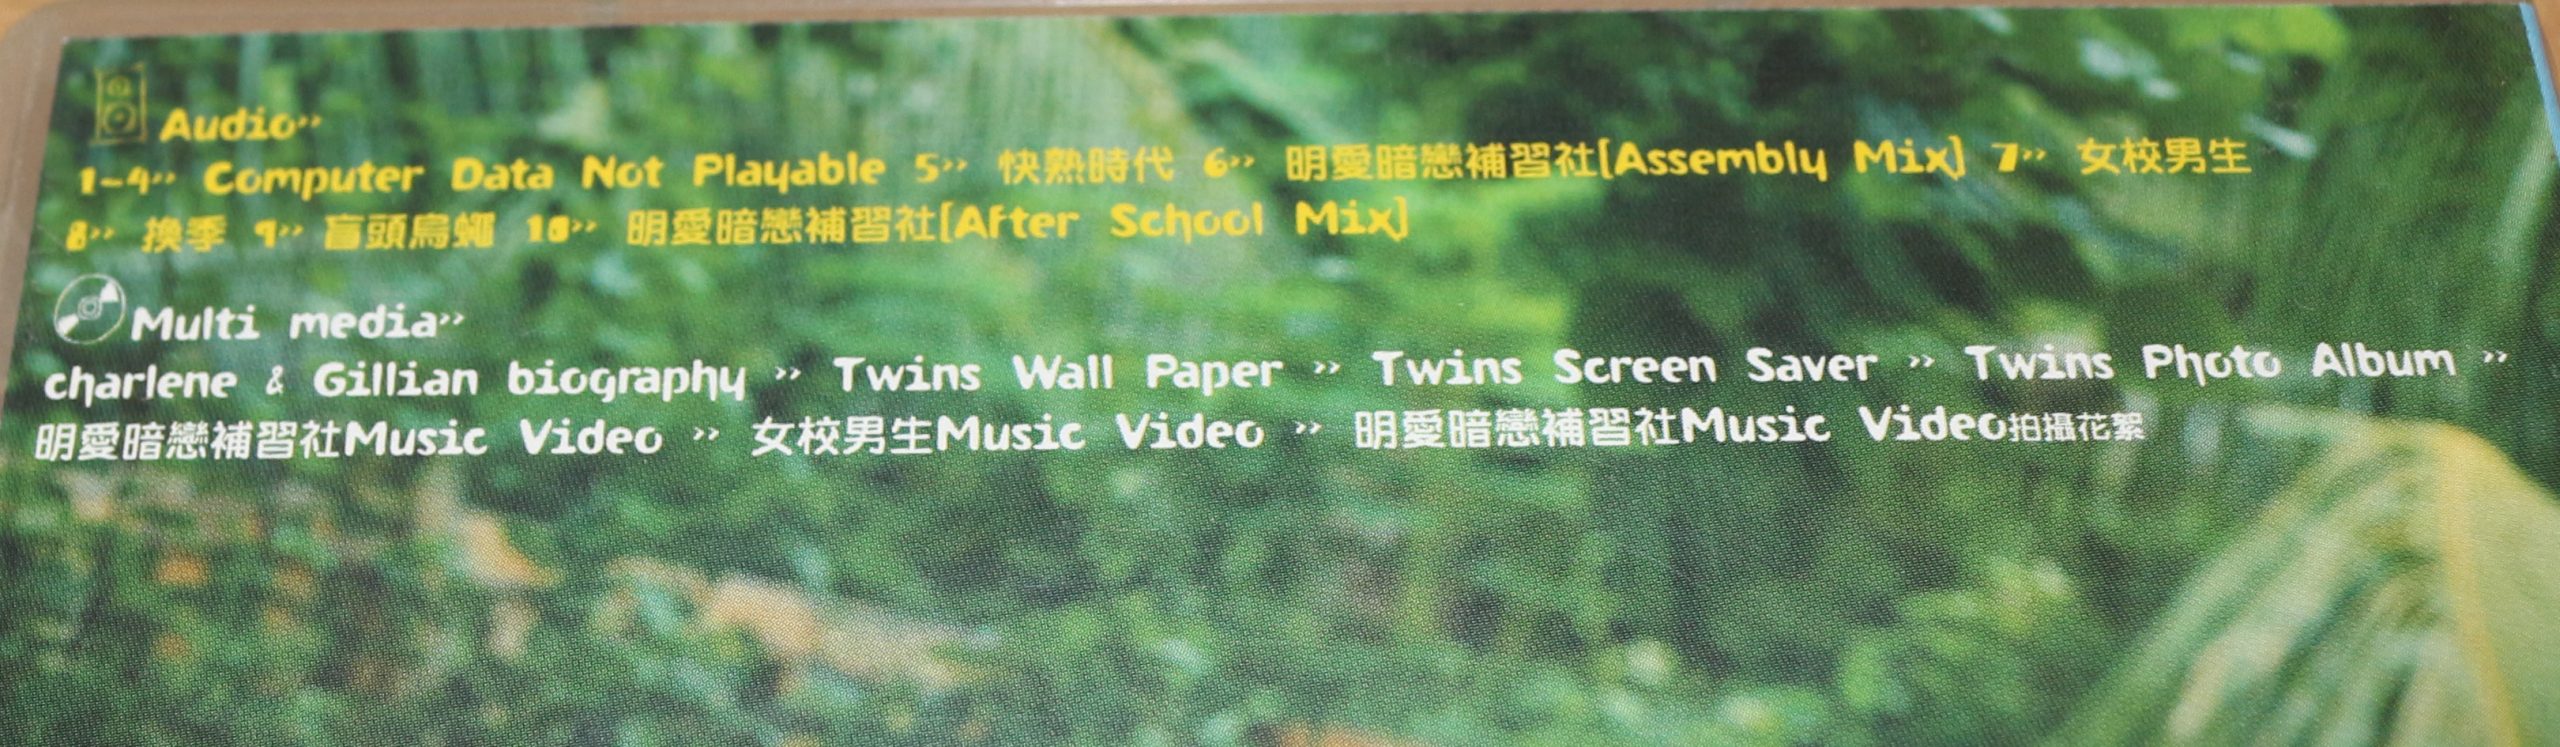 Audio››
1-4›› Computer Data Not Playable 5›› 快熟時代 6›› 明愛暗戀補習社[Assembly Mix] 7›› 女校男生
8›› 換季 9›› 盲頭烏蠅 10›› 明愛暗戀補習社[After School Mix]
Multi media››
charlene & Gillian biography ›› Twins Wall Paper ›› Twins Screen Saver ›› Twins Photo Album ››
明愛暗戀補習社Music Video ›› 女校男生Music Video ›› 明愛暗戀補習社Music Video拍攝花絮